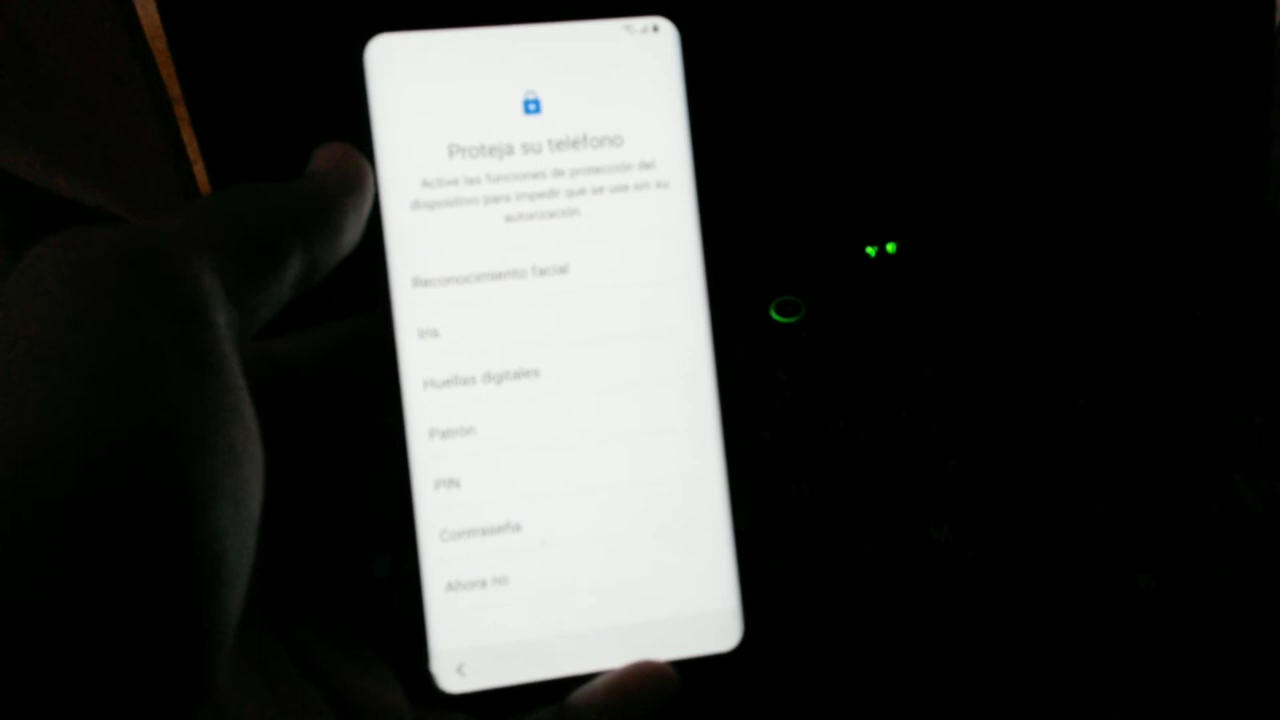 Proteja su teléfono
Active las funciones de protección del
dispositivo para impedir que se use sin su
autorización.
Reconocimiento facial
Iris
Huellas digitales
Patrón
PIN
Contraseña
Ahora no